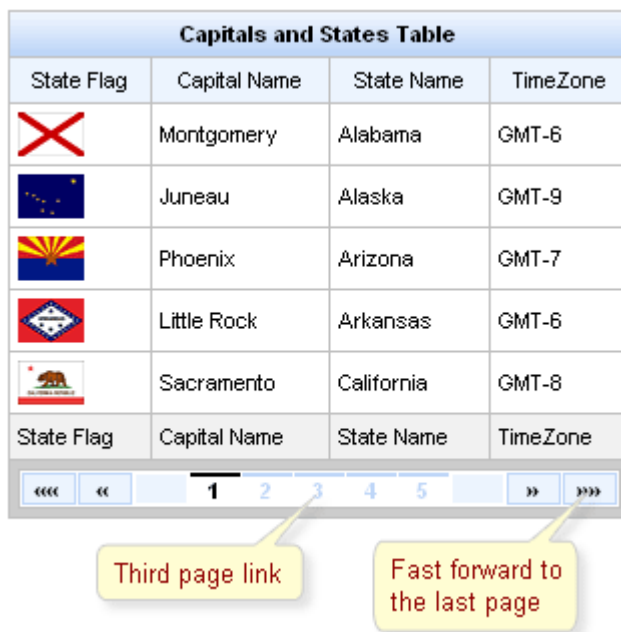 Capitals and States Table
State Flag Capital Name State Name TimeZone
Montgomery Alabama GMT-6
Juneau Alaska GMT-9
Phoenix Arizona GMT-7
Little Rock Arkansas GMT-6
Sacramento California GMT-8
State Flag Capital Name State Name TimeZone
«« « 1 2 3 4 5 » »»
Third page link
Fast forward to
the last page